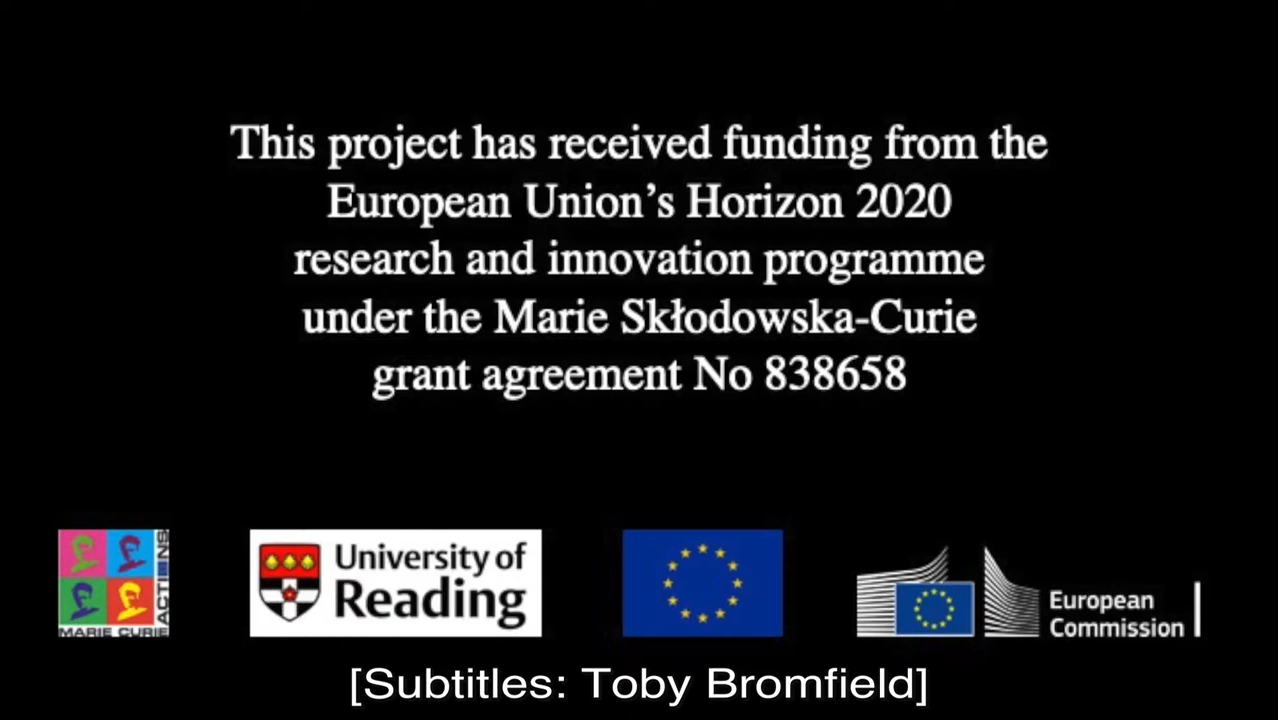 This project has received funding from the
European Union's Horizon 2020
research and innovation programme
under the Marie Skłodowska-Curie
grant agreement No 838658
MARIE CURIE
ACTIONS
University of
Reading
European
Commission
[Subtitles: Toby Bromfield]